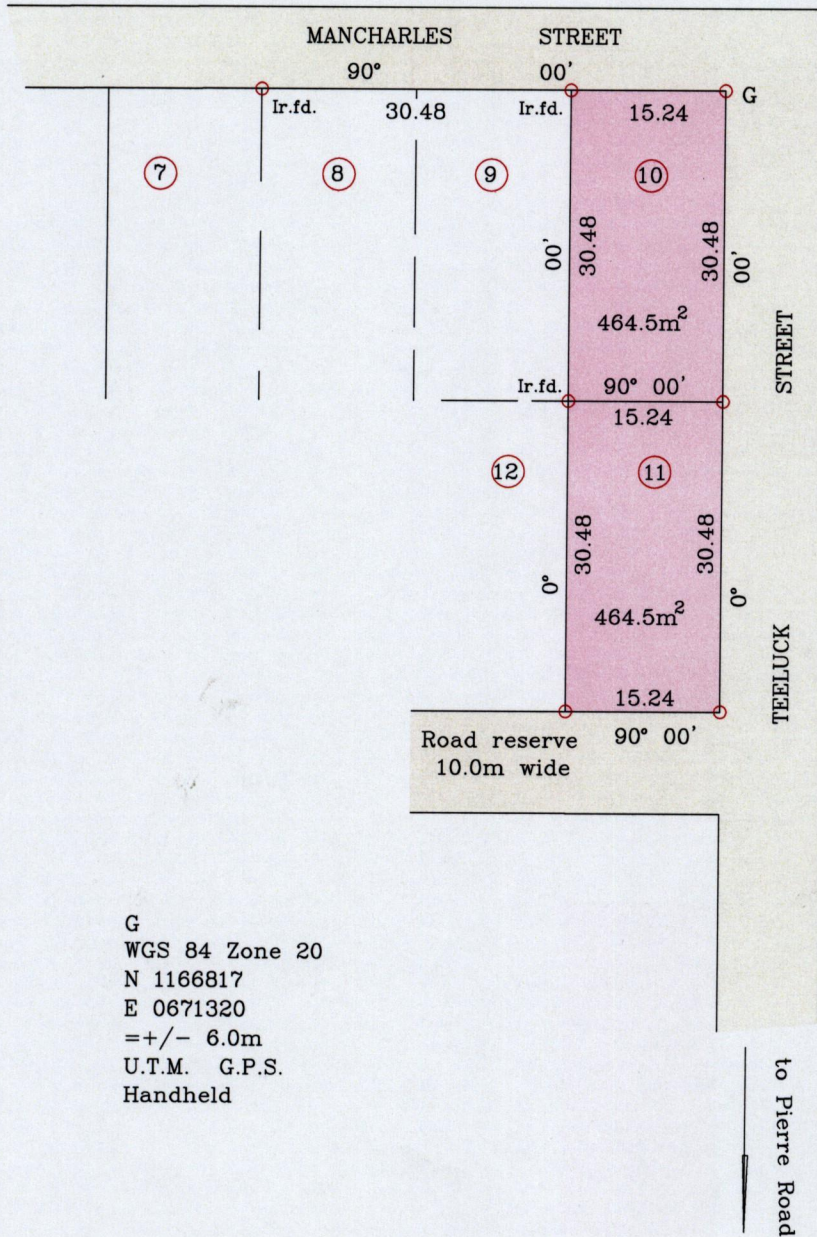 MANCHARLES STREET
90° 00'
Ir.fd. 30.48 Ir.fd. 15.24 G
7 8 9 10
00' 30.48 30.48 00'
464.5m²
STREET
Ir.fd. 90° 00'
15.24
12 11
0° 30.48 30.48 0°
464.5m²
TEELUCK
15.24
Road reserve 90° 00'
10.0m wide
G
WGS 84 Zone 20
N 1166817
E 0671320
=+/- 6.0m
U.T.M. G.P.S.
Handheld
to Pierre Road